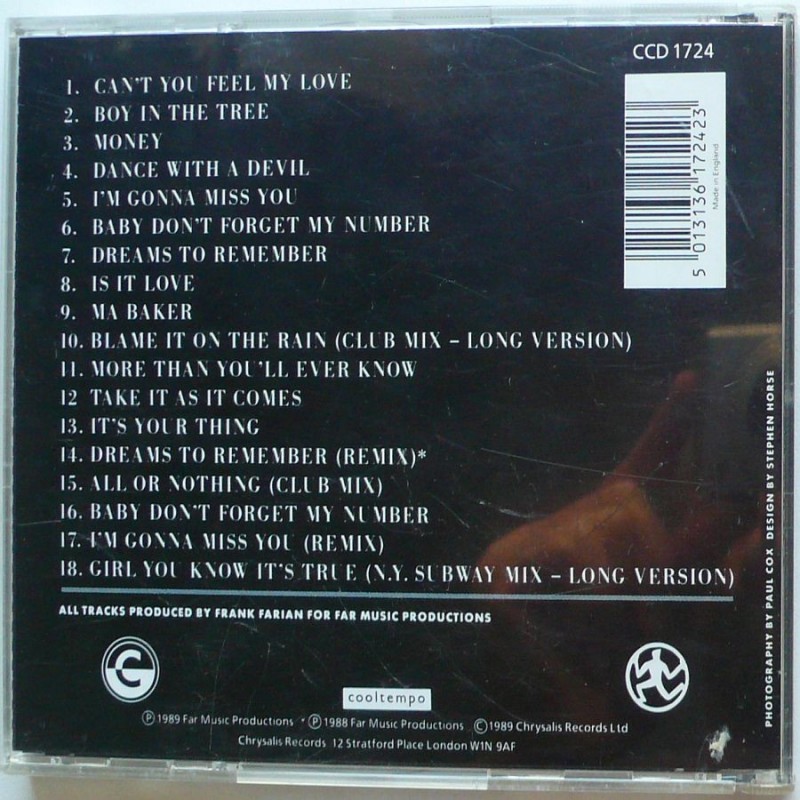 CCD 1724
1. CAN'T YOU FEEL MY LOVE
2. BOY IN THE TREE
3. MONEY
4. DANCE WITH A DEVIL
5. I'M GONNA MISS YOU
6. BABY DON'T FORGET MY NUMBER
7. DREAMS TO REMEMBER
8. IS IT LOVE
9. MA BAKER
10. BLAME IT ON THE RAIN (CLUB MIX – LONG VERSION)
11. MORE THAN YOU'LL EVER KNOW
12 TAKE IT AS IT COMES
13. IT'S YOUR THING
14. DREAMS TO REMEMBER (REMIX)*
15. ALL OR NOTHING (CLUB MIX)
16. BABY DON'T FORGET MY NUMBER
17. I'M GONNA MISS YOU (REMIX)
18. GIRL YOU KNOW IT'S TRUE (N.Y. SUBWAY MIX – LONG VERSION)
ALL TRACKS PRODUCED BY FRANK FARIAN FOR FAR MUSIC PRODUCTIONS
cooltempo
Ⓟ 1989 Far Music Productions * Ⓟ 1988 Far Music Productions © 1989 Chrysalis Records Ltd
Chrysalis Records 12 Stratford Place London W1N 9AF
5 013136 172423
Made in England
PHOTOGRAPHY BY PAUL COX DESIGN BY STEPHEN HORSE